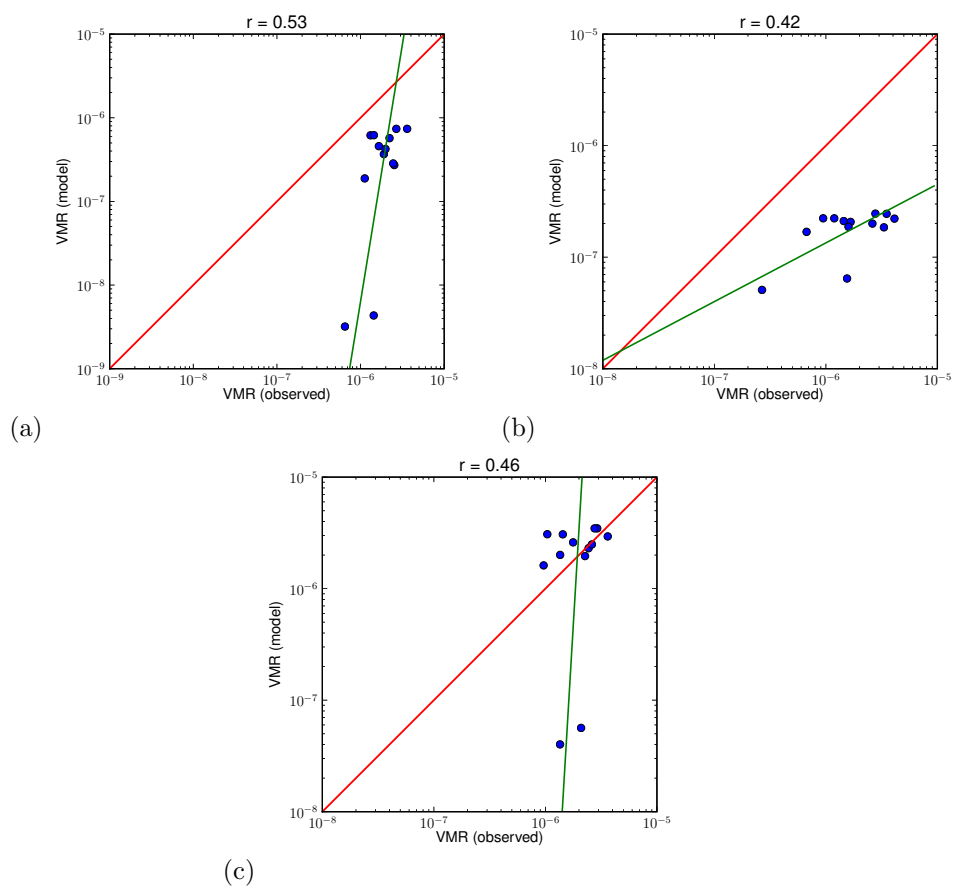 r = 0.53
10⁻⁵
10⁻⁶
10⁻⁷
10⁻⁸
10⁻⁹
VMR (model)
10⁻⁹ 10⁻⁸ 10⁻⁷ 10⁻⁶ 10⁻⁵
VMR (observed)
(a)
r = 0.42
10⁻⁵
10⁻⁶
10⁻⁷
10⁻⁸
VMR (model)
10⁻⁸ 10⁻⁷ 10⁻⁶ 10⁻⁵
VMR (observed)
(b)
r = 0.46
10⁻⁵
10⁻⁶
10⁻⁷
10⁻⁸
VMR (model)
10⁻⁸ 10⁻⁷ 10⁻⁶ 10⁻⁵
VMR (observed)
(c)